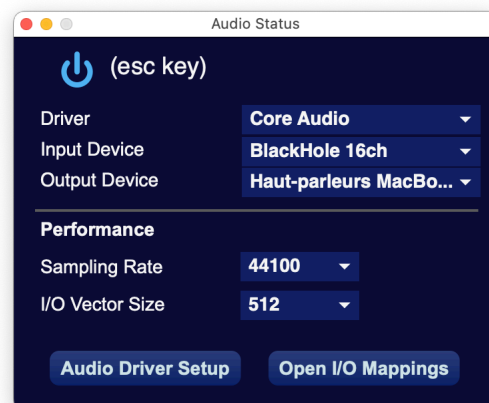 Audio Status
(esc key)
Driver Core Audio
Input Device BlackHole 16ch
Output Device Haut-parleurs MacBo...
Performance
Sampling Rate 44100
I/O Vector Size 512
Audio Driver Setup Open I/O Mappings